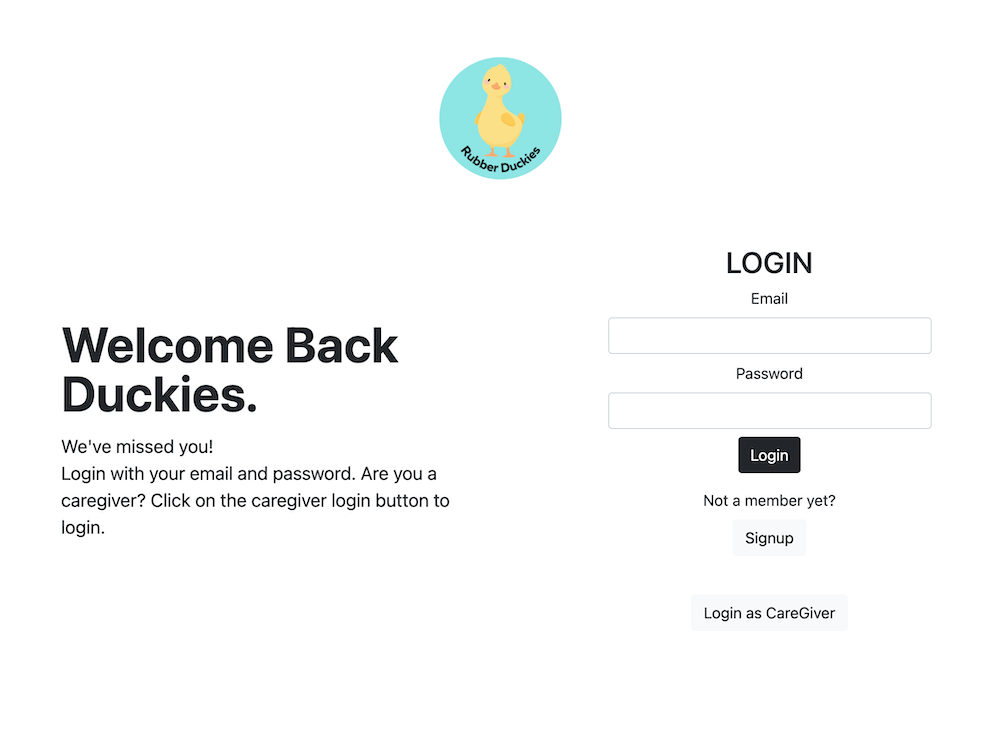 Rubber Duckies
Welcome Back
Duckies.
We've missed you!
Login with your email and password. Are you a
caregiver? Click on the caregiver login button to
login.
LOGIN
Email
Password
Login
Not a member yet?
Signup
Login as CareGiver